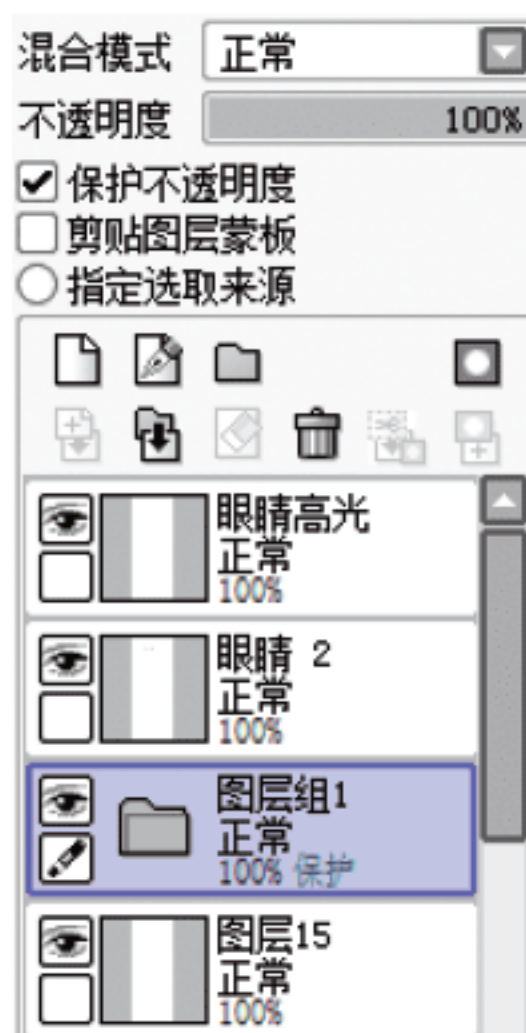 混合模式 正常
不透明度 100%
保护不透明度
剪贴图层蒙板
指定选取来源
眼睛高光
正常
100%
眼睛 2
正常
100%
图层组1
正常
100% 保护
图层15
正常
100%